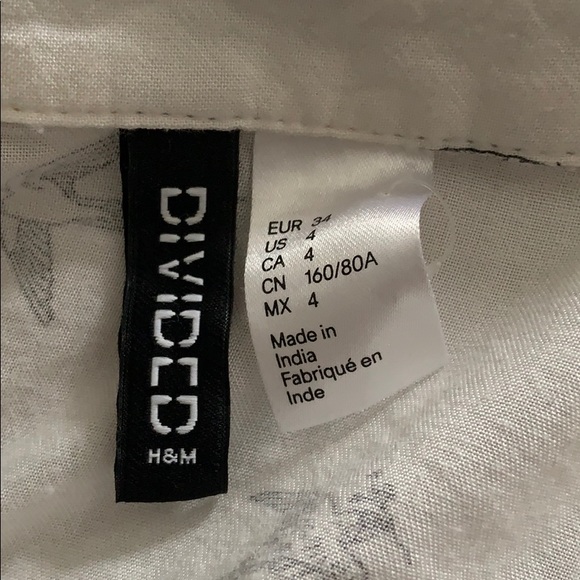 DIVIDED
H&M
EUR 34
US 4
CA 4
CN 160/80A
MX 4
Made in
India
Fabriqué en
Inde